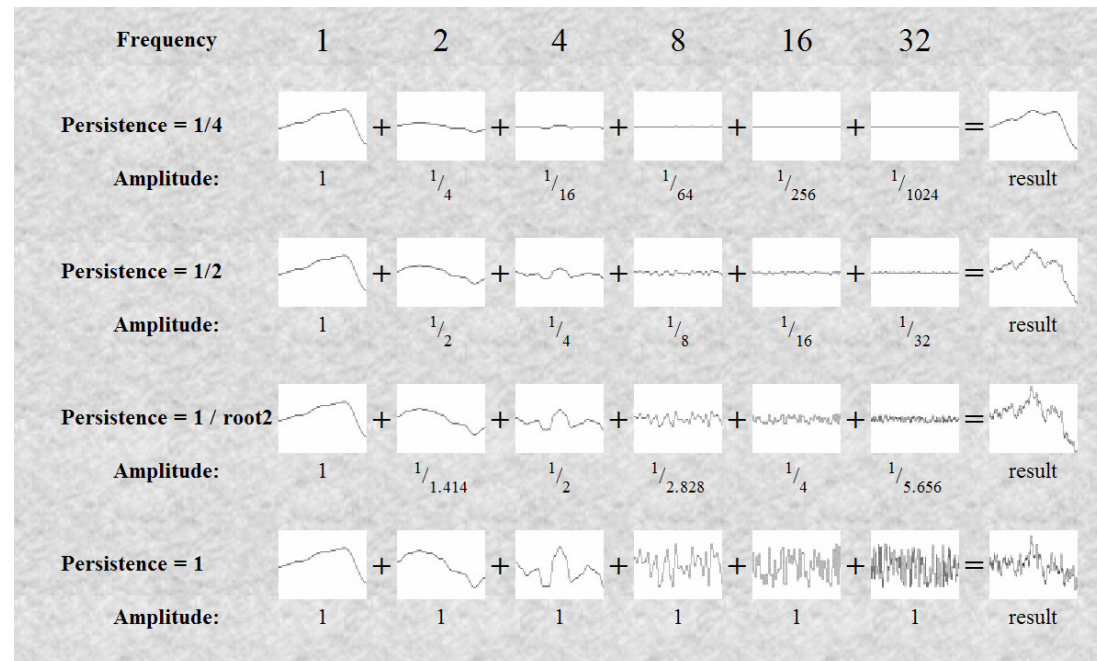 Frequency 1 2 4 8 16 32
Persistence = 1/4 + + + + + =
Amplitude: 1 1/4 1/16 1/64 1/256 1/1024 result
Persistence = 1/2 + + + + + =
Amplitude: 1 1/2 1/4 1/8 1/16 1/32 result
Persistence = 1 / root2 + + + + + =
Amplitude: 1 1/1.414 1/2 1/2.828 1/4 1/5.656 result
Persistence = 1 + + + + + =
Amplitude: 1 1 1 1 1 1 result